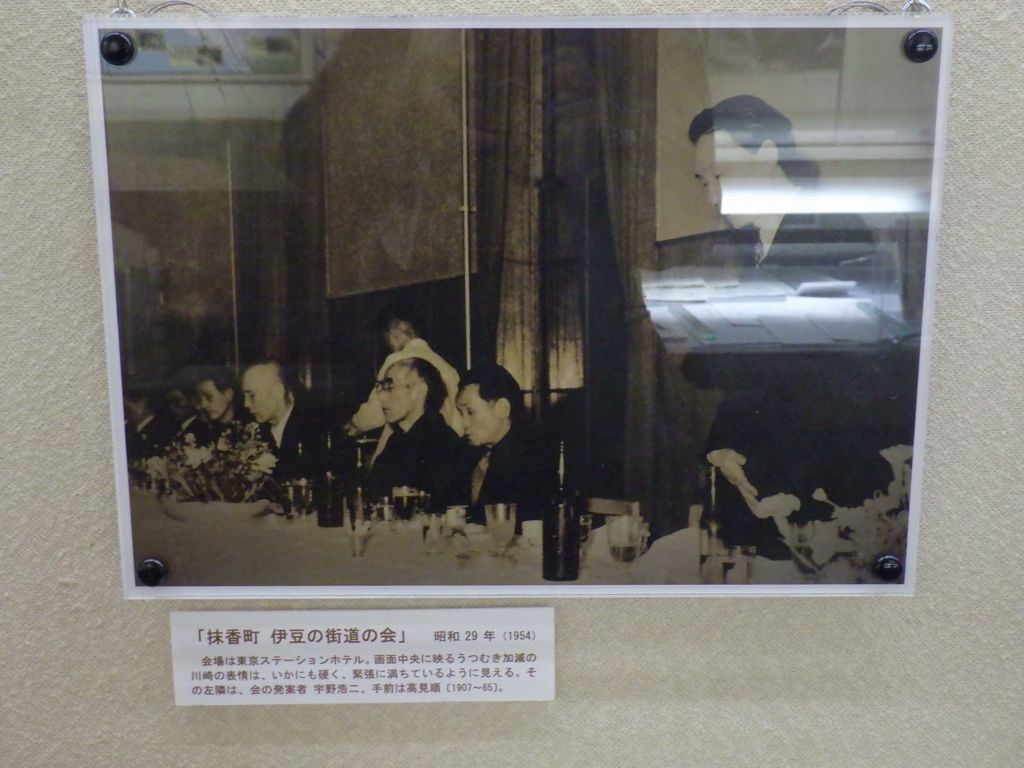 「抹香町 伊豆の街道の会」 昭和 29 年 (1954)
会場は東京ステーションホテル。画面中央に映るうつむき加減の
川崎の表情は、いかにも硬く、緊張に満ちているように見える。そ
の左隣は、会の発案者 宇野浩二、手前は高見順〔1907～65〕。